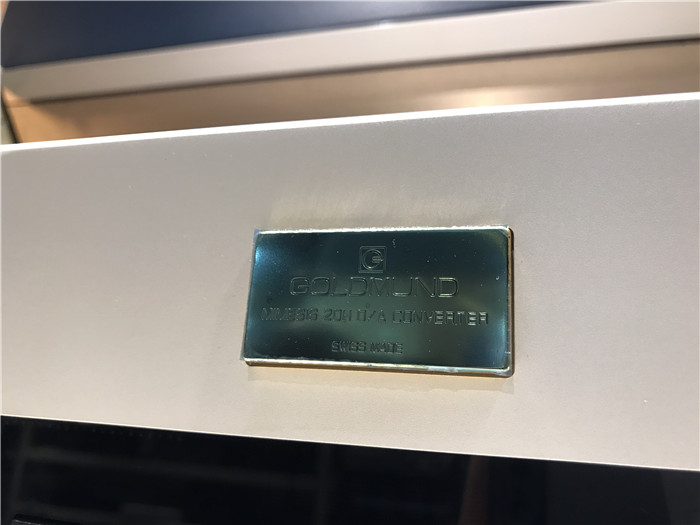 G
GOLDMUND
MIMESIS 20H D/A CONVERTER
SWISS MADE